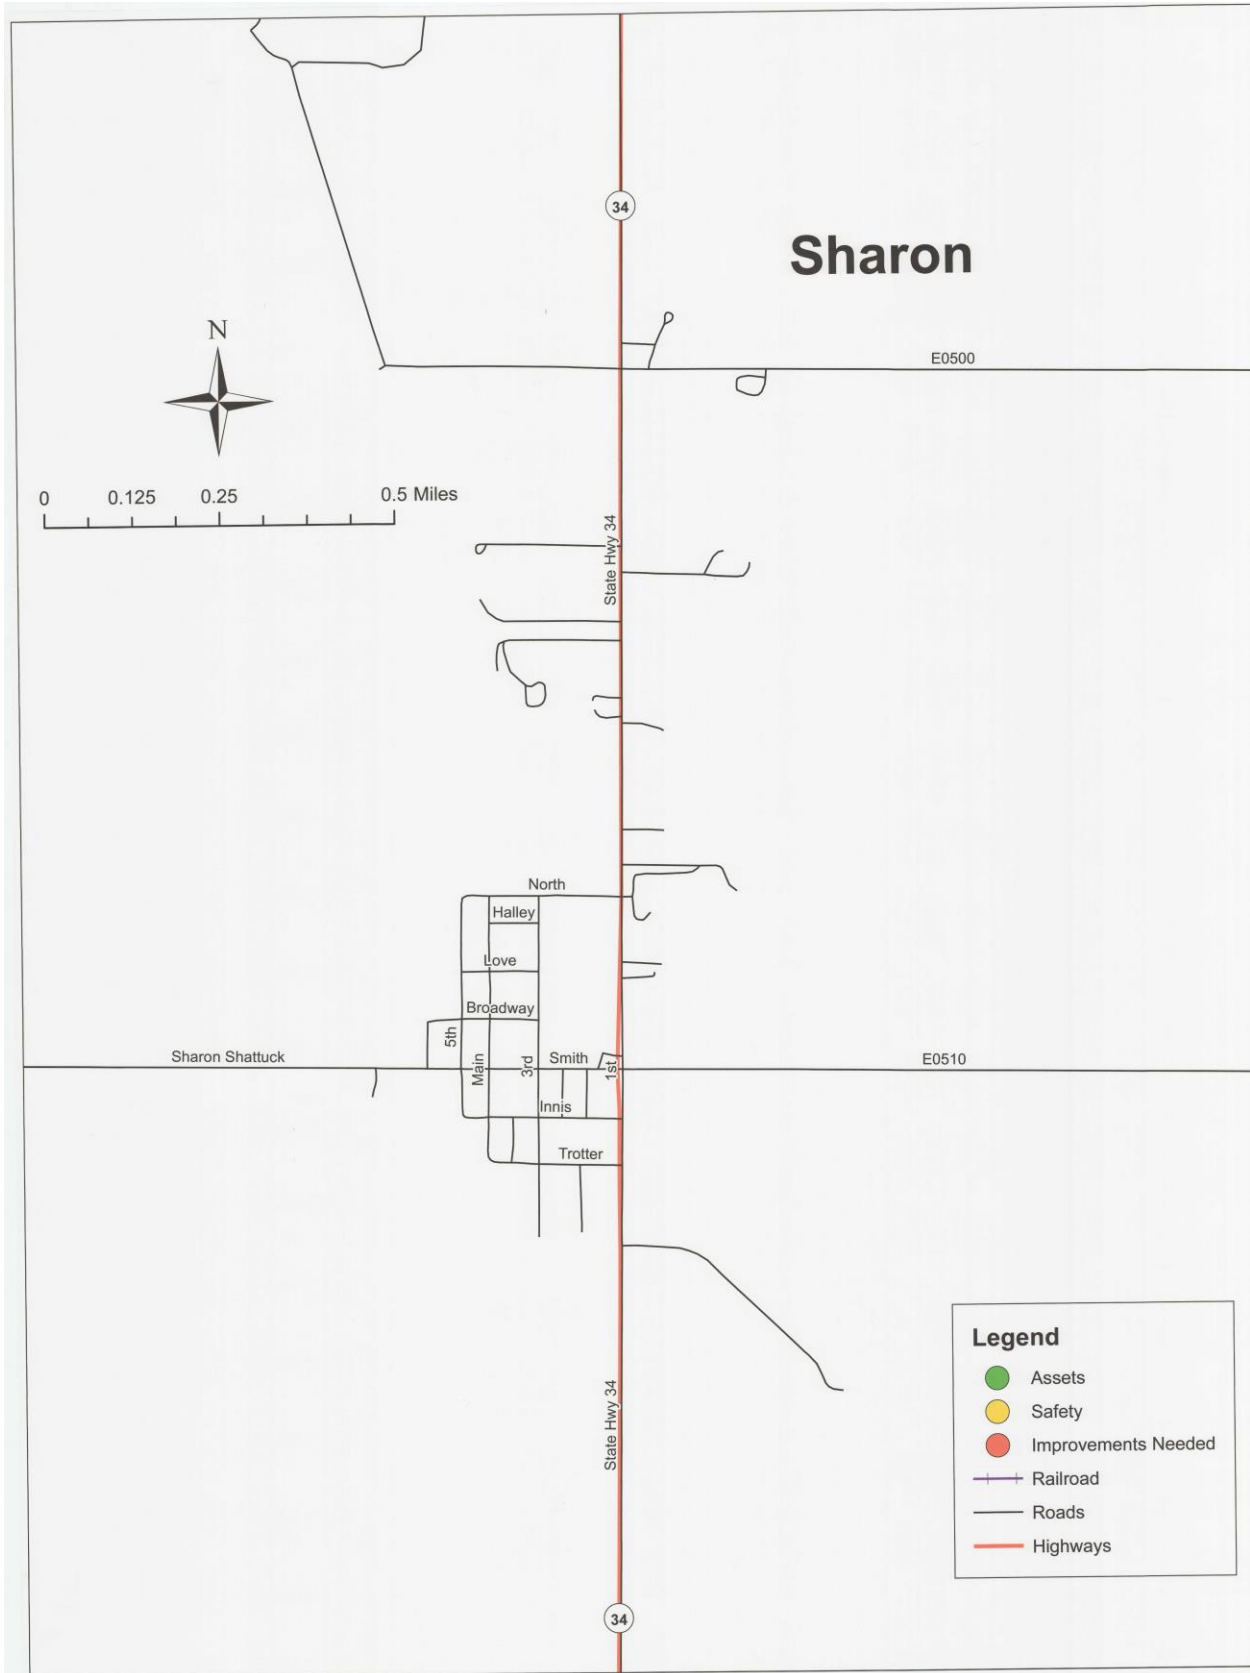 34
Sharon
N
E0500
0 0.125 0.25 0.5 Miles
State Hwy 34
North
Halley
Love
Broadway
5th
Sharon Shattuck
Main
3rd
Smith
1st
E0510
Innis
Trotter
State Hwy 34
Legend
Assets
Safety
Improvements Needed
Railroad
Roads
Highways
34